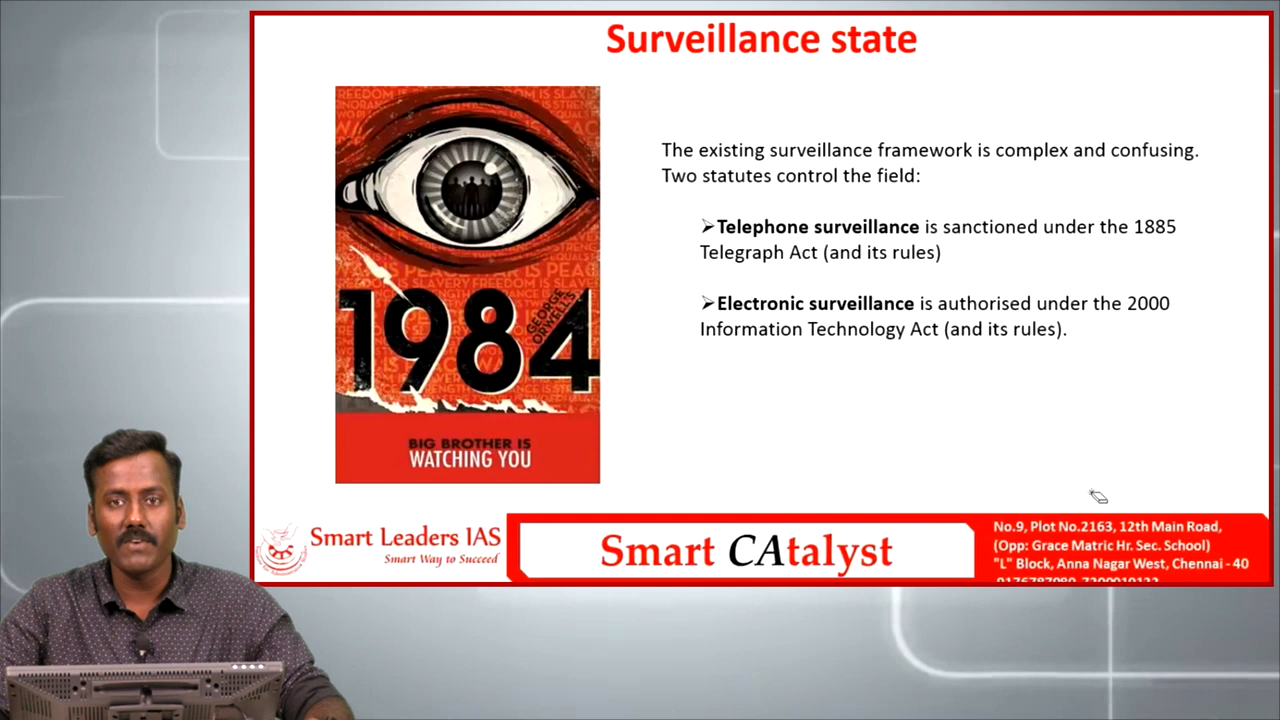 Surveillance state
The existing surveillance framework is complex and confusing.
Two statutes control the field:
➢Telephone surveillance is sanctioned under the 1885
Telegraph Act (and its rules)
➢Electronic surveillance is authorised under the 2000
Information Technology Act (and its rules).
1984
GEORGE
ORWELL'S
BIG BROTHER IS
WATCHING YOU
Smart Leaders IAS
Smart Way to Succeed
Smart CAtalyst
No.9, Plot No.2163, 12th Main Road,
(Opp: Grace Matric Hr. Sec. School)
"L" Block, Anna Nagar West, Chennai - 40